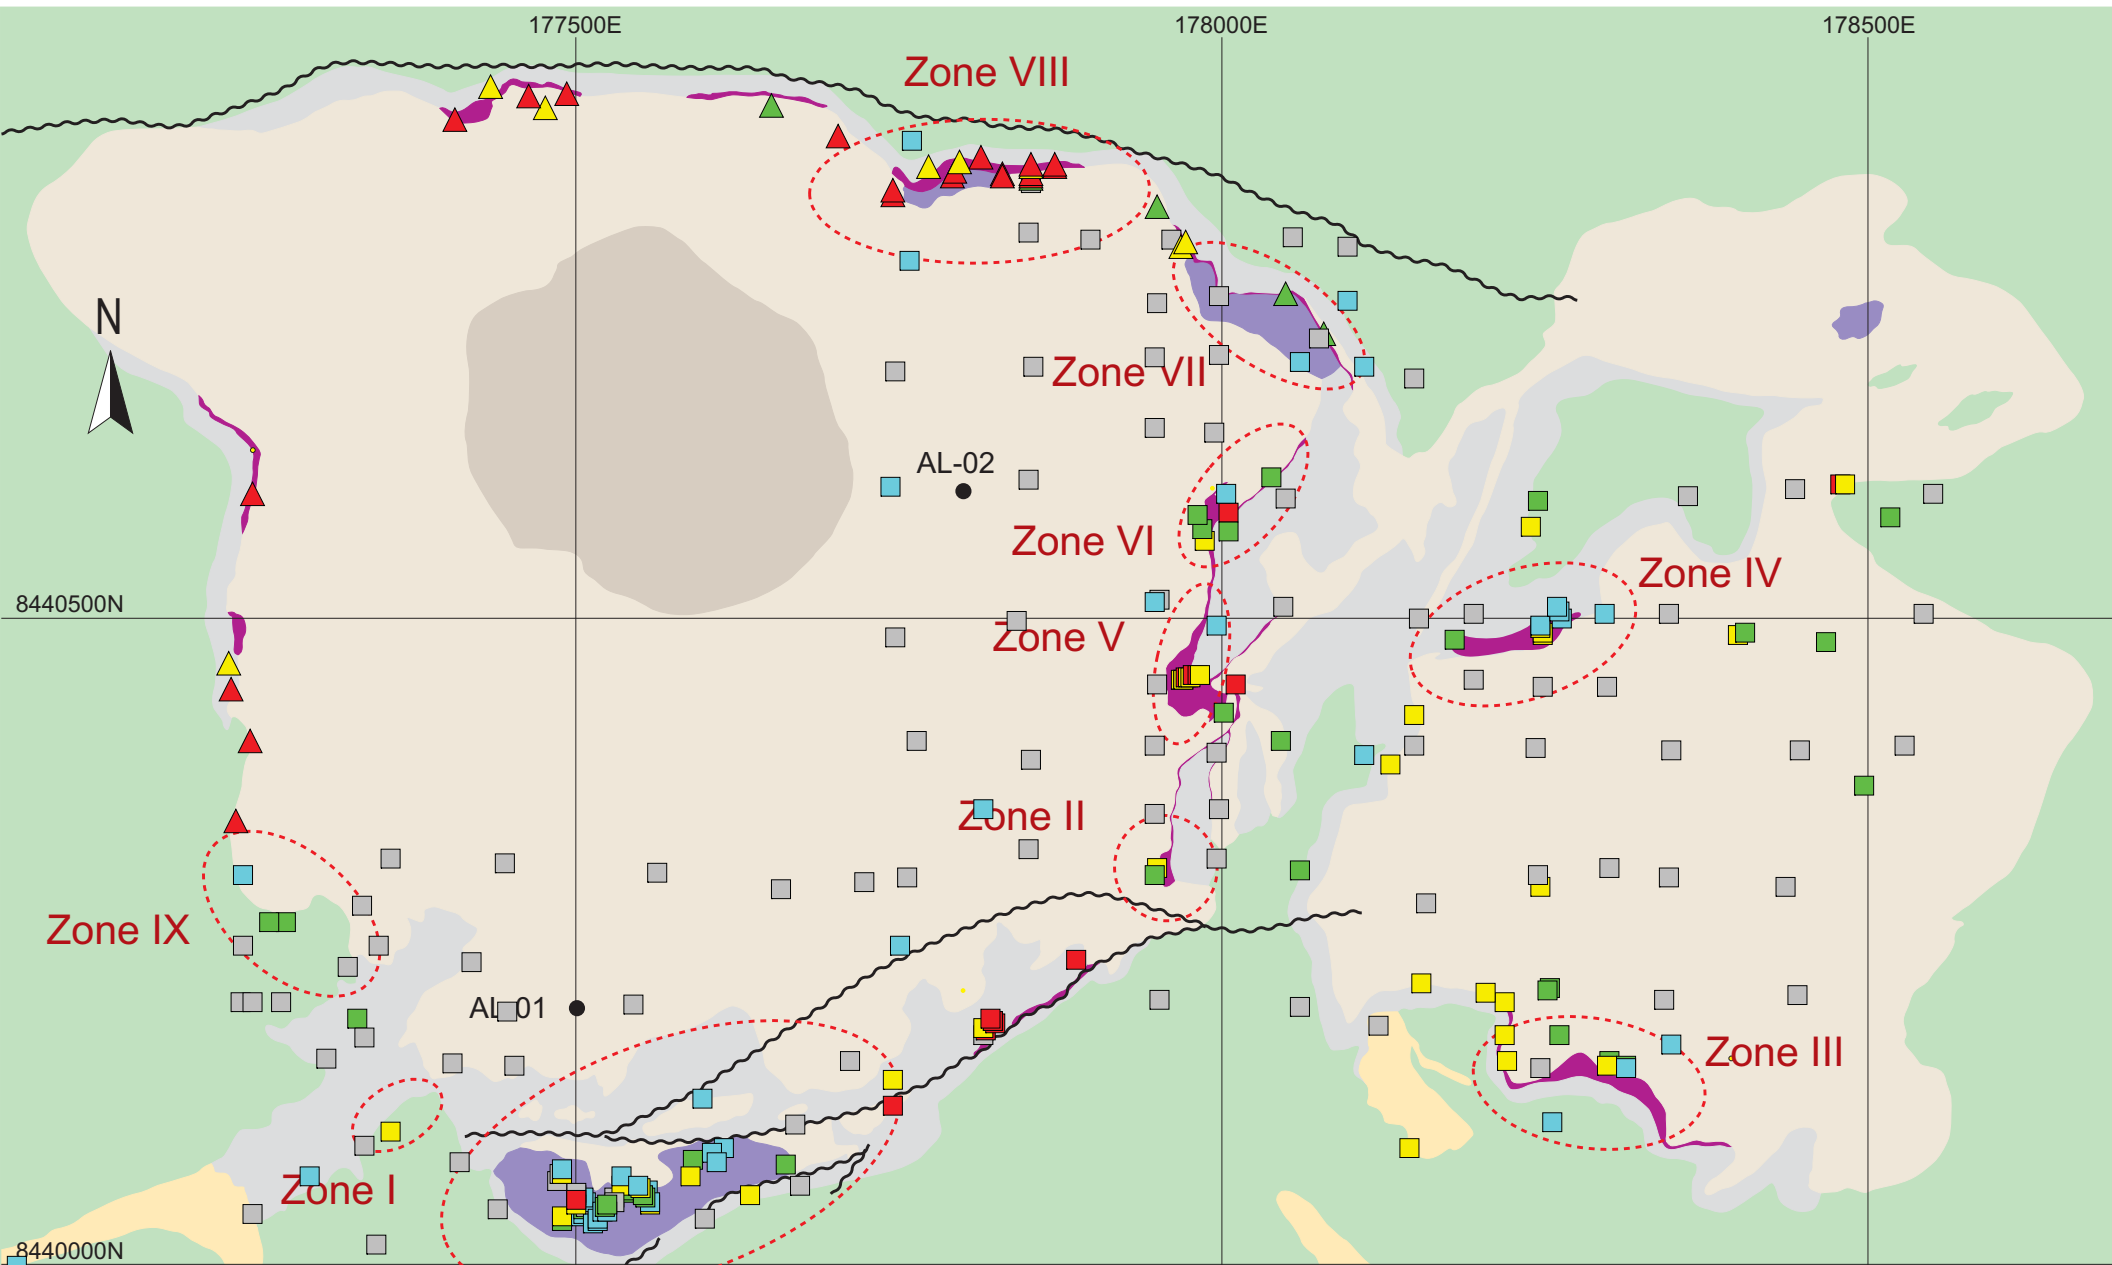 177500E
178000E
178500E
Zone VIII
N
Zone VII
AL-02
Zone VI
Zone IV
8440500N
Zone V
Zone II
Zone IX
AL-01
Zone III
Zone I
8440000N